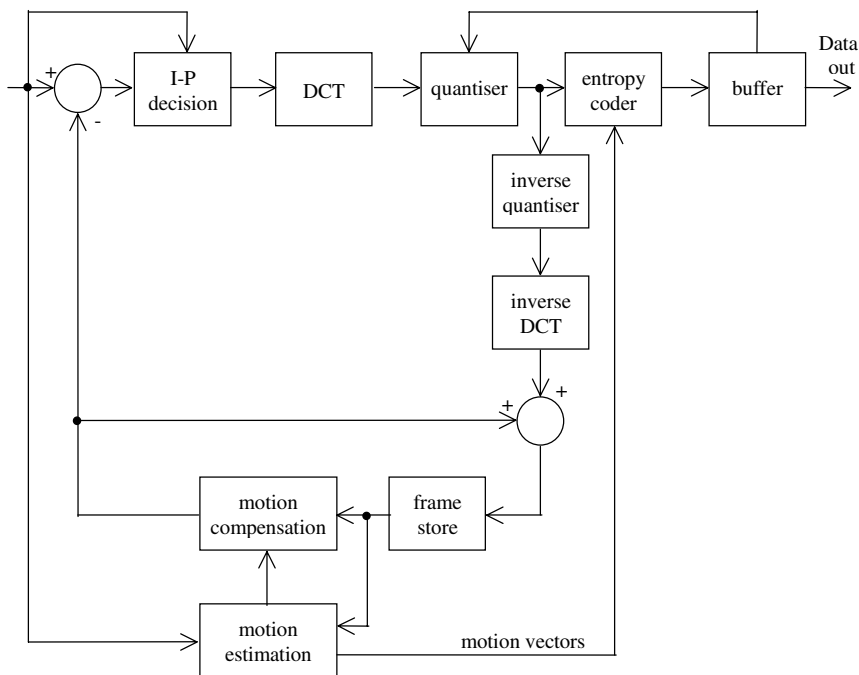 +
-
I-P
decision
DCT
quantiser
entropy
coder
buffer
Data
out
inverse
quantiser
inverse
DCT
+
+
motion
compensation
frame
store
motion
estimation
motion vectors